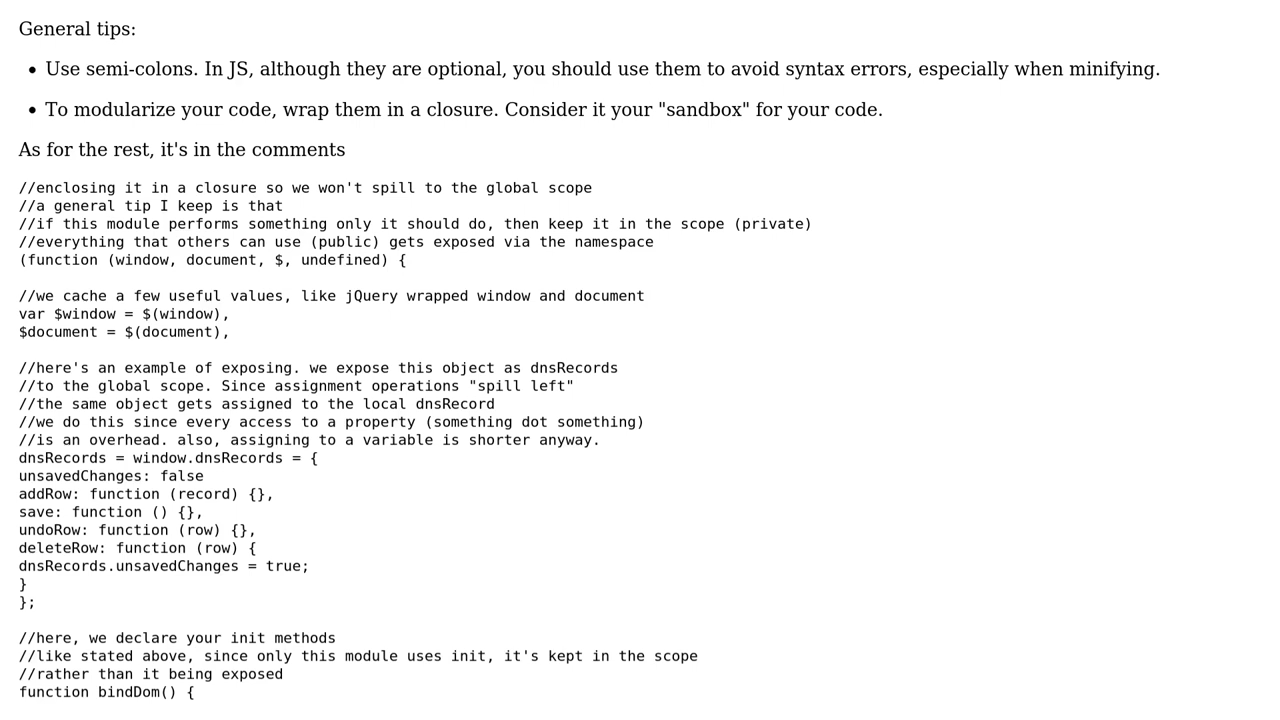 General tips:
• Use semi-colons. In JS, although they are optional, you should use them to avoid syntax errors, especially when minifying.
• To modularize your code, wrap them in a closure. Consider it your "sandbox" for your code.
As for the rest, it's in the comments
//enclosing it in a closure so we won't spill to the global scope
//a general tip I keep is that
//if this module performs something only it should do, then keep it in the scope (private)
//everything that others can use (public) gets exposed via the namespace
(function (window, document, $, undefined) {
//we cache a few useful values, like jQuery wrapped window and document
var $window = $(window),
$document = $(document),
//here's an example of exposing. we expose this object as dnsRecords
//to the global scope. Since assignment operations "spill left"
//the same object gets assigned to the local dnsRecord
//we do this since every access to a property (something dot something)
//is an overhead. also, assigning to a variable is shorter anyway.
dnsRecords = window.dnsRecords = {
unsavedChanges: false
addRow: function (record) {},
save: function () {},
undoRow: function (row) {},
deleteRow: function (row) {
dnsRecords.unsavedChanges = true;
}
};
//here, we declare your init methods
//like stated above, since only this module uses init, it's kept in the scope
//rather than it being exposed
function bindDom() {